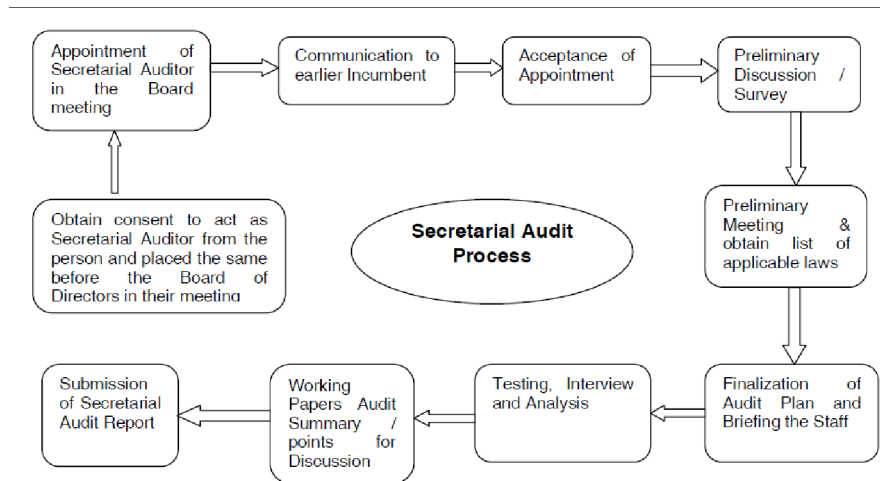 Appointment of
Secretarial Auditor
in the Board
meeting
Communication to
earlier Incumbent
Acceptance of
Appointment
Preliminary
Discussion /
Survey
Obtain consent to act as
Secretarial Auditor from the
person and placed the same
before the Board of
Directors in their meeting
Secretarial Audit
Process
Preliminary
Meeting &
obtain list of
applicable laws
Submission
of Secretarial
Audit Report
Working
Papers Audit
Summary /
points for
Discussion
Testing, Interview
and Analysis
Finalization of
Audit Plan and
Briefing the Staff